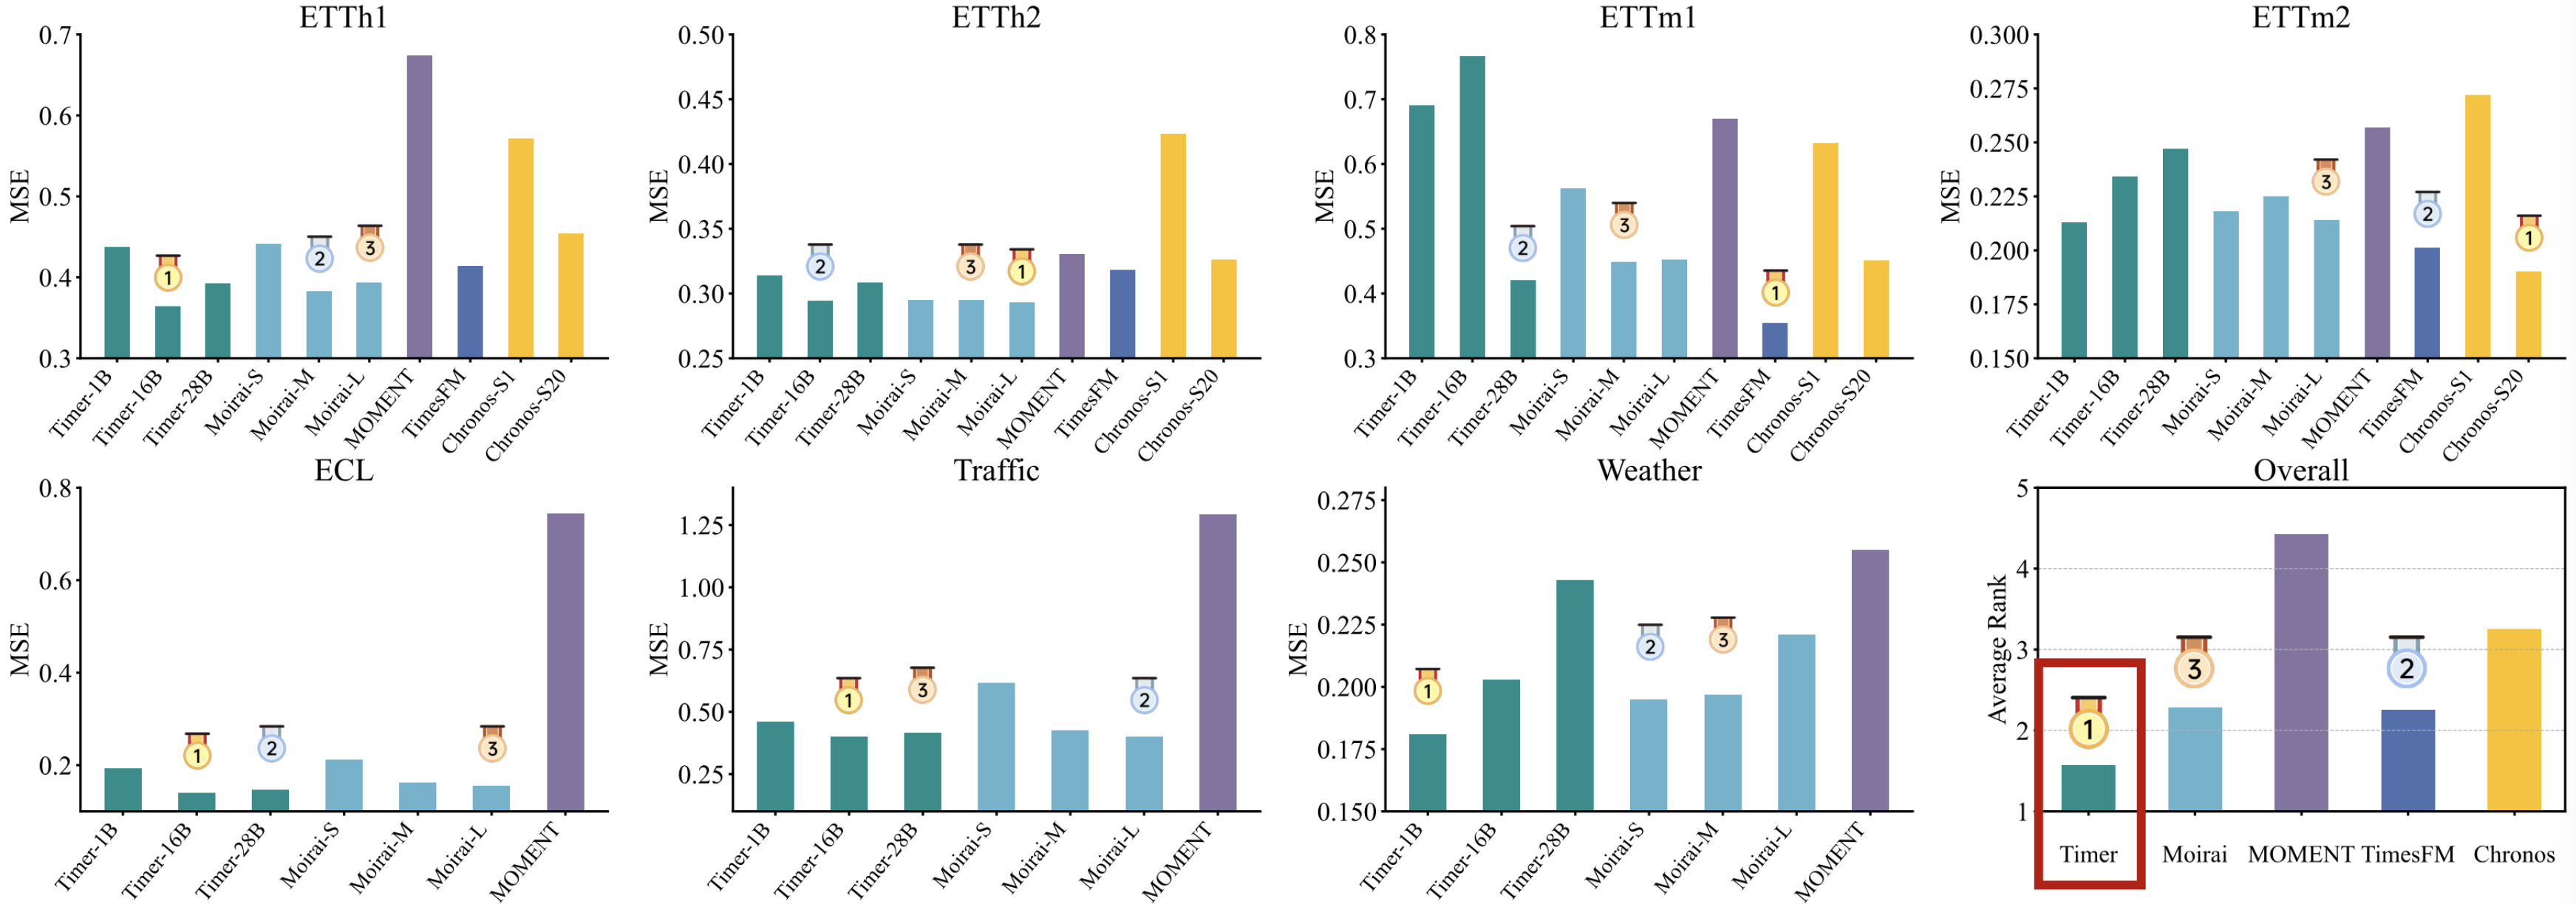 ETTh1
MSE
0.7
0.6
0.5
0.4
0.3
1
2
3
Timer-1B
Timer-16B
Timer-28B
Moirai-S
Moirai-M
Moirai-L
MOMENT
TimesFM
Chronos-S1
Chronos-S20
ETTh2
MSE
0.50
0.45
0.40
0.35
0.30
0.25
2
3
1
Timer-1B
Timer-16B
Timer-28B
Moirai-S
Moirai-M
Moirai-L
MOMENT
TimesFM
Chronos-S1
Chronos-S20
ETTm1
MSE
0.8
0.7
0.6
0.5
0.4
0.3
2
3
1
Timer-1B
Timer-16B
Timer-28B
Moirai-S
Moirai-M
Moirai-L
MOMENT
TimesFM
Chronos-S1
Chronos-S20
ETTm2
MSE
0.300
0.275
0.250
0.225
0.200
0.175
0.150
3
2
1
Timer-1B
Timer-16B
Timer-28B
Moirai-S
Moirai-M
Moirai-L
MOMENT
TimesFM
Chronos-S1
Chronos-S20
ECL
MSE
0.8
0.6
0.4
0.2
1
2
3
Timer-1B
Timer-16B
Timer-28B
Moirai-S
Moirai-M
Moirai-L
MOMENT
Traffic
MSE
1.25
1.00
0.75
0.50
0.25
1
3
2
Timer-1B
Timer-16B
Timer-28B
Moirai-S
Moirai-M
Moirai-L
MOMENT
Weather
MSE
0.275
0.250
0.225
0.200
0.175
0.150
1
2
3
Timer-1B
Timer-16B
Timer-28B
Moirai-S
Moirai-M
Moirai-L
MOMENT
Overall
Average Rank
5
4
3
2
1
1
3
2
Timer
Moirai
MOMENT
TimesFM
Chronos